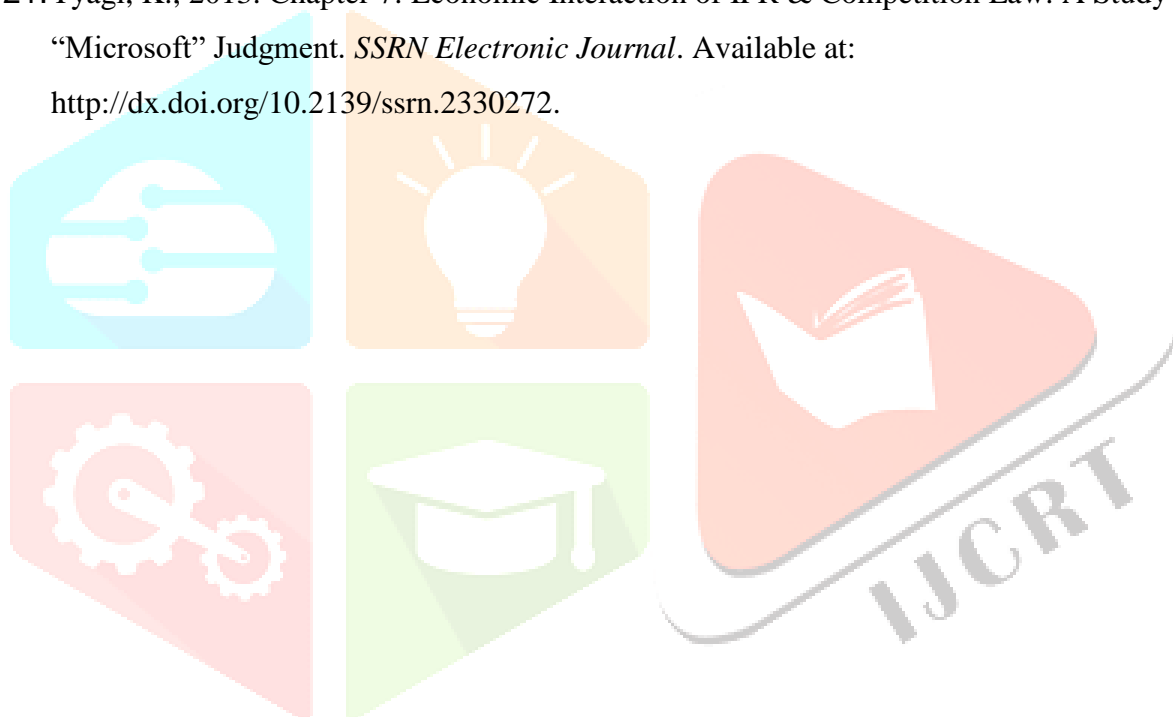 24. Tyagi, K., 2013. Chapter 7: Economic Interaction of IPR & Competition Law: A Study
“Microsoft” Judgment. SSRN Electronic Journal. Available at:
http://dx.doi.org/10.2139/ssrn.2330272.
IJCRT